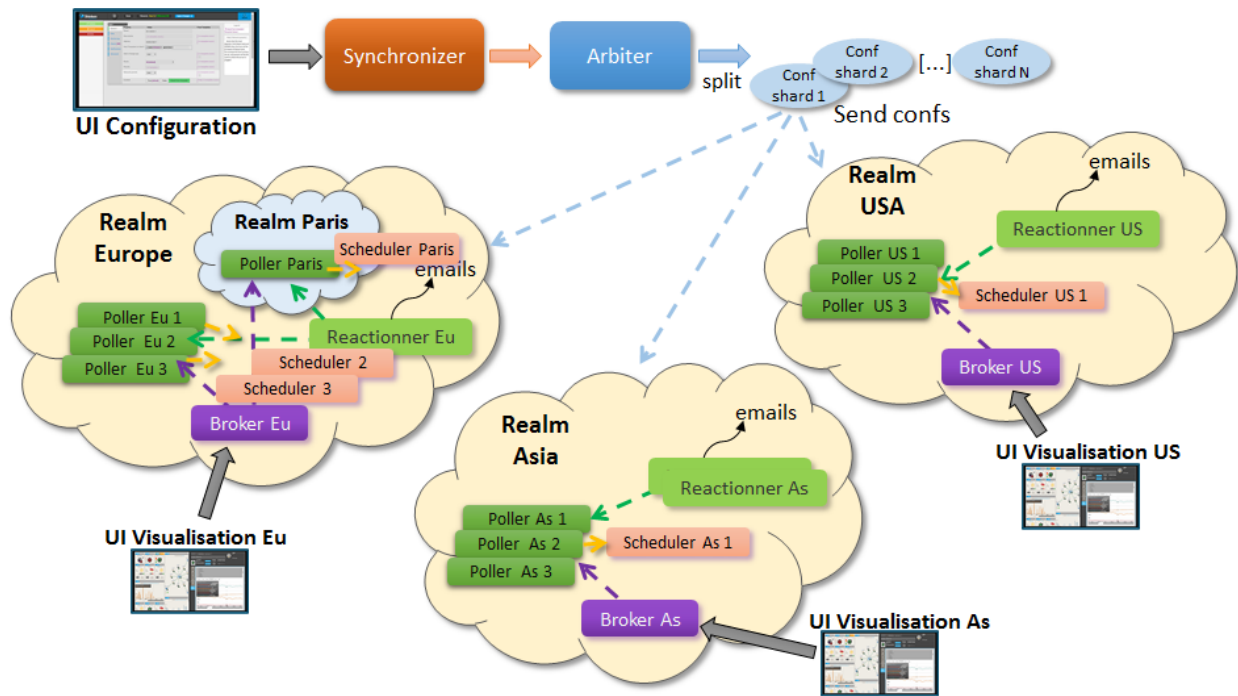 UI Configuration
Synchronizer
Arbiter
split
Conf
shard 1
Conf
shard 2
[...]
Conf
shard N
Send confs
Realm
Europe
Realm Paris
Scheduler Paris
Poller Paris
emails
Poller Eu 1
Poller Eu 2
Poller Eu 3
Reactionner Eu
Scheduler 2
Scheduler 3
Broker Eu
UI Visualisation Eu
Realm
Asia
emails
Reactionner As
Poller As 1
Poller As 2
Poller As 3
Scheduler As 1
Broker As
UI Visualisation As
Realm
USA
emails
Reactionner US
Poller US 1
Poller US 2
Poller US 3
Scheduler US 1
Broker US
UI Visualisation US